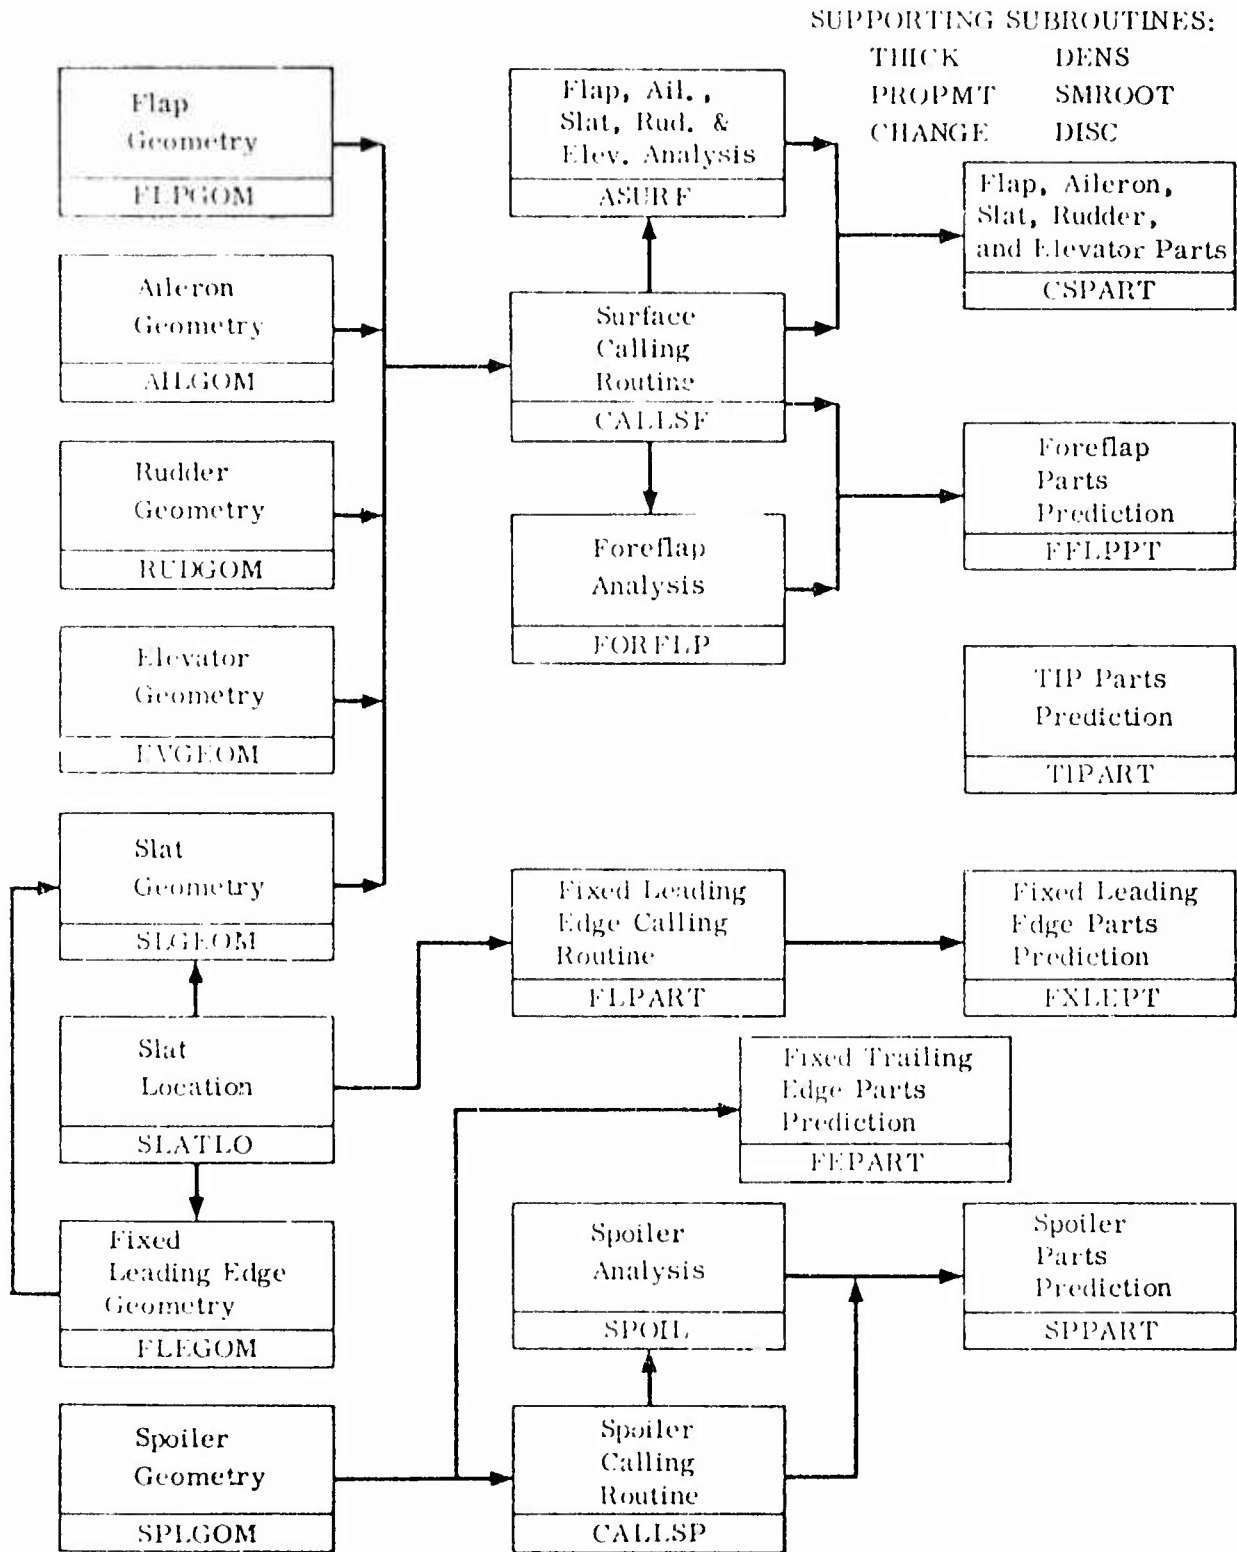 SUPPORTING SUBROUTINES:
THICK DENS
PROPMT SMROOT
CHANGE DISC
Flap
Geometry
FLPGOM
Aileron
Geometry
AILGOM
Rudder
Geometry
RUDGOM
Elevator
Geometry
EVGEOM
Slat
Geometry
SLGEOM
Slat
Location
SLATLO
Fixed
Leading Edge
Geometry
FLEGOM
Spoiler
Geometry
SPLGOM
Flap, Ail.,
Slat, Rud. &
Elev. Analysis
ASURF
Surface
Calling
Routine
CALLSF
Foreflap
Analysis
FORFLP
Fixed Leading
Edge Calling
Routine
FLPART
Fixed Trailing
Edge Parts
Prediction
FEPART
Spoiler
Analysis
SPOIL
Spoiler
Calling
Routine
CALLSP
Flap, Aileron,
Slat, Rudder,
and Elevator Parts
CSPART
Foreflap
Parts
Prediction
FFLPPT
TIP Parts
Prediction
TIPART
Fixed Leading
Edge Parts
Prediction
FXLEPT
Spoiler
Parts
Prediction
SPPART